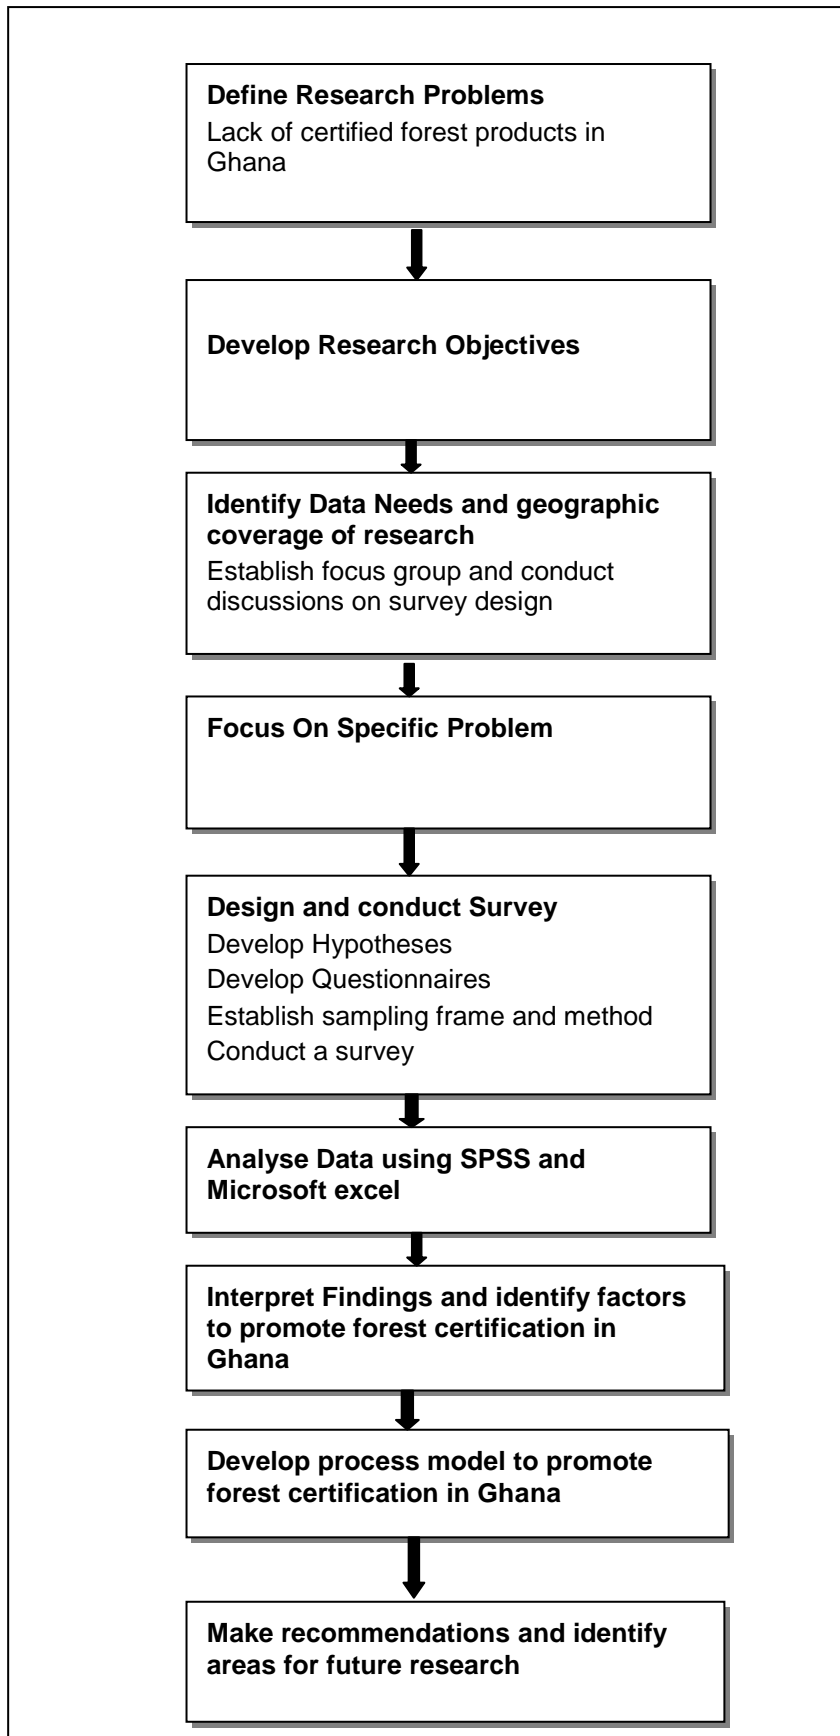 Define Research Problems
Lack of certified forest products in
Ghana
Develop Research Objectives
Identify Data Needs and geographic
coverage of research
Establish focus group and conduct
discussions on survey design
Focus On Specific Problem
Design and conduct Survey
Develop Hypotheses
Develop Questionnaires
Establish sampling frame and method
Conduct a survey
Analyse Data using SPSS and
Microsoft excel
Interpret Findings and identify factors
to promote forest certification in
Ghana
Develop process model to promote
forest certification in Ghana
Make recommendations and identify
areas for future research